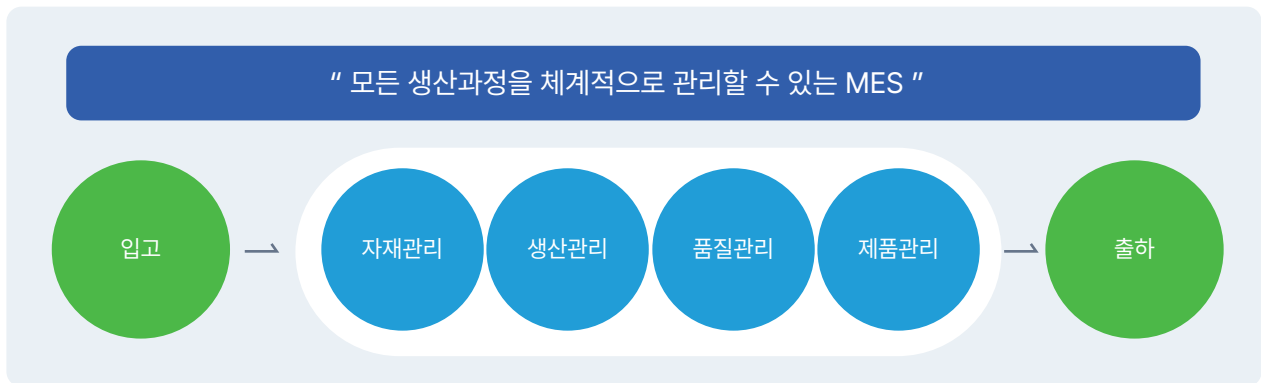 “ 모든 생산과정을 체계적으로 관리할 수 있는 MES ”
입고
자재관리
생산관리
품질관리
제품관리
출하